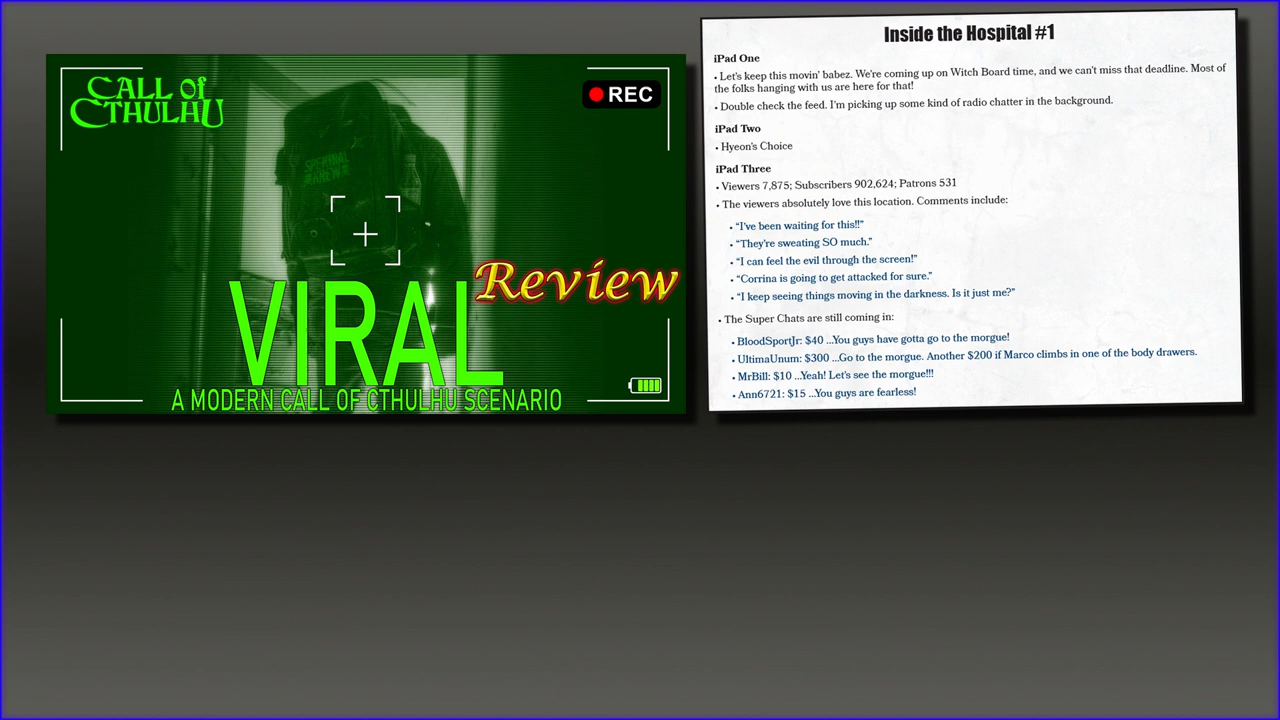 CALL of
CTHULHU
REC
SPEKTRAL
KREW
Review
VIRAL
A MODERN CALL OF CTHULHU SCENARIO
Inside the Hospital #1
iPad One
• Let's keep this movin' babez. We're coming up on Witch Board time, and we can't miss that deadline. Most of
the folks hanging with us are here for that!
• Double check the feed. I'm picking up some kind of radio chatter in the background.
iPad Two
• Hyeon's Choice
iPad Three
• Viewers 7,875; Subscribers 902,624; Patrons 531
• The viewers absolutely love this location. Comments include:
• “I've been waiting for this!!”
• “They're sweating SO much.”
• “I can feel the evil through the screen!”
• “Corrina is going to get attacked for sure.”
• “I keep seeing things moving in the darkness. Is it just me?”
• The Super Chats are still coming in:
• BloodSportJr: $40 ...You guys have gotta go to the morgue!
• UltimaUnum: $300 ...Go to the morgue. Another $200 if Marco climbs in one of the body drawers.
• MrBill: $10 ...Yeah! Let's see the morgue!!!
• Ann6721: $15 ...You guys are fearless!